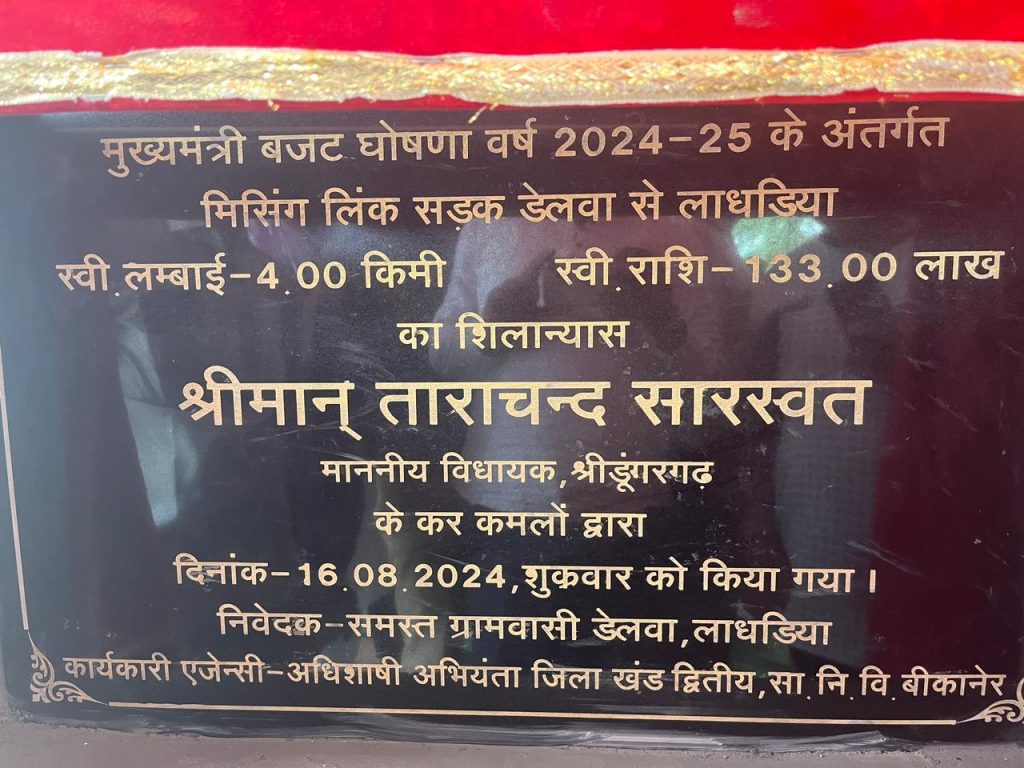 मुख्यमंत्री बजट घोषणा वर्ष 2024-25 के अंतर्गत
मिसिंग लिंक सड़क डेलवा से लाधडिया
स्वी.लम्बाई-4.00 किमी स्वी.राशि-133.00 लाख
का शिलान्यास
श्रीमान् ताराचन्द सारस्वत
माननीय विधायक,श्रीडूंगरगढ़
के कर कमलों द्वारा
दिनांक-16.08.2024,शुक्रवार को किया गया।
निवेदक-समस्त ग्रामवासी डेलवा,लाधडिया
कार्यकारी एजेन्सी-अधिशाषी अभियंता जिला खंड द्वितीय,सा.नि.वि.बीकानेर